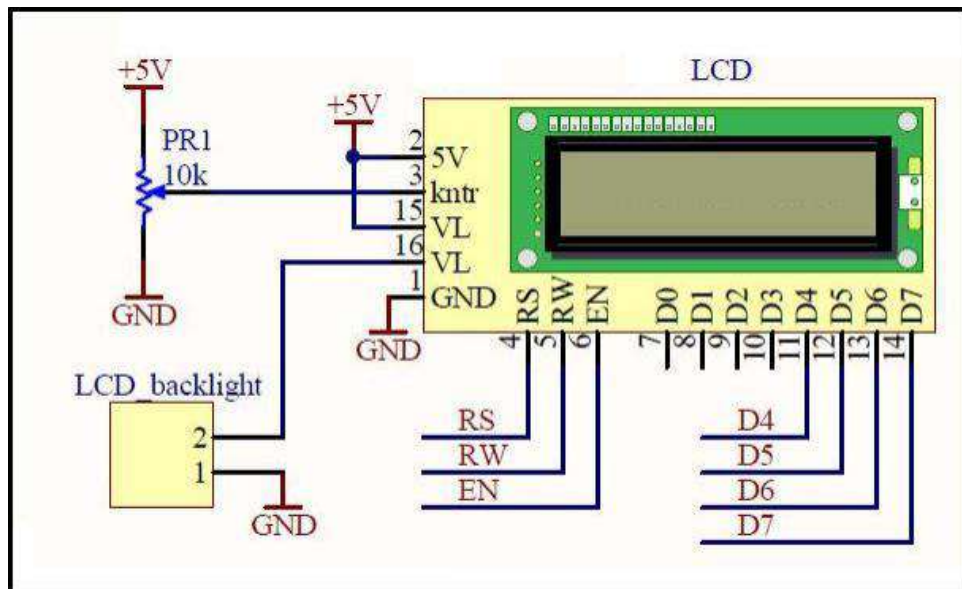 LCD
+5V
PR1
10k
GND
+5V
2 5V
3 kntr
15 VL
16 VL
1 GND
GND
RS RW EN D0 D1 D2 D3 D4 D5 D6 D7
4 5 6 7 8 9 10 11 12 13 14
LCD_backlight
2
1
GND
RS
RW
EN
D4
D5
D6
D7